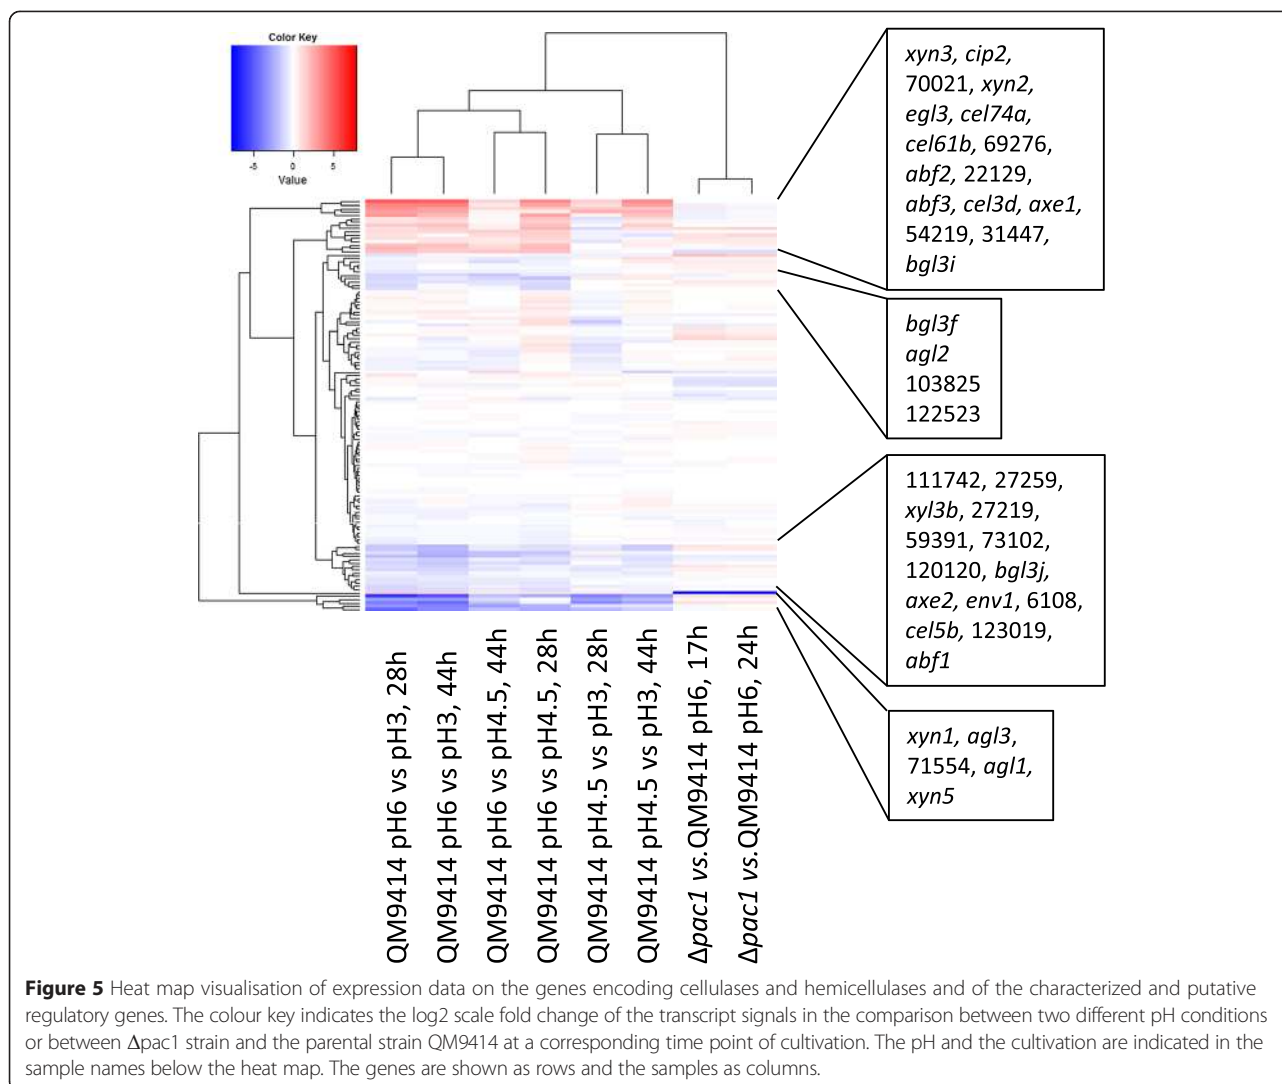 Color Key
-5 0 5
Value
xyn3, cip2,
70021, xyn2,
egl3, cel74a,
cel61b, 69276,
abf2, 22129,
abf3, cel3d, axe1,
54219, 31447,
bgl3i
bgl3f
agl2
103825
122523
111742, 27259,
xyl3b, 27219,
59391, 73102,
120120, bgl3j,
axe2, env1, 6108,
cel5b, 123019,
abf1
xyn1, agl3,
71554, agl1,
xyn5
QM9414 pH6 vs pH3, 28h
QM9414 pH6 vs pH3, 44h
QM9414 pH6 vs pH4.5, 44h
QM9414 pH6 vs pH4.5, 28h
QM9414 pH4.5 vs pH3, 28h
QM9414 pH4.5 vs pH3, 44h
Δpac1 vs.QM9414 pH6, 17h
Δpac1 vs.QM9414 pH6, 24h
Figure 5 Heat map visualisation of expression data on the genes encoding cellulases and hemicellulases and of the characterized and putative
regulatory genes. The colour key indicates the log2 scale fold change of the transcript signals in the comparison between two different pH conditions
or between Δpac1 strain and the parental strain QM9414 at a corresponding time point of cultivation. The pH and the cultivation are indicated in the
sample names below the heat map. The genes are shown as rows and the samples as columns.